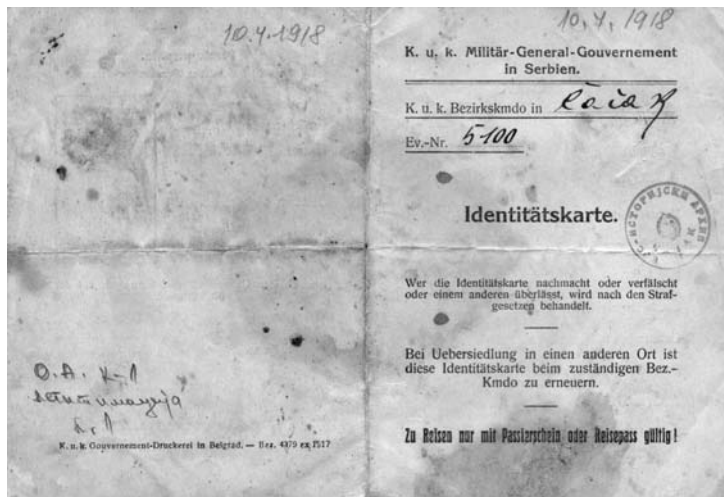 10.4.1918
О.А. К-1
легитимација
K. u. k. Gouvernement-Druckerei in Belgrad. — Bez. 4379 ex 1917
10.4.1918
K. u. k. Militär-General-Gouvernement
in Serbien.
K. u. k. Bezirkskmdo in Čačak
Ev.-Nr. 5100
Identitätskarte.
ИСТОРИЈСКИ АРХИВ
Wer die Identitätskarte nachmacht oder verfälscht
oder einem anderen überlässt, wird nach den Straf-
gesetzen behandelt.
Bei Uebersiedlung in einen anderen Ort ist
diese Identitätskarte beim zuständigen Bez.-
Kmdo zu erneuern.
Zu Reisen nur mit Passierschein oder Reisepass gültig!